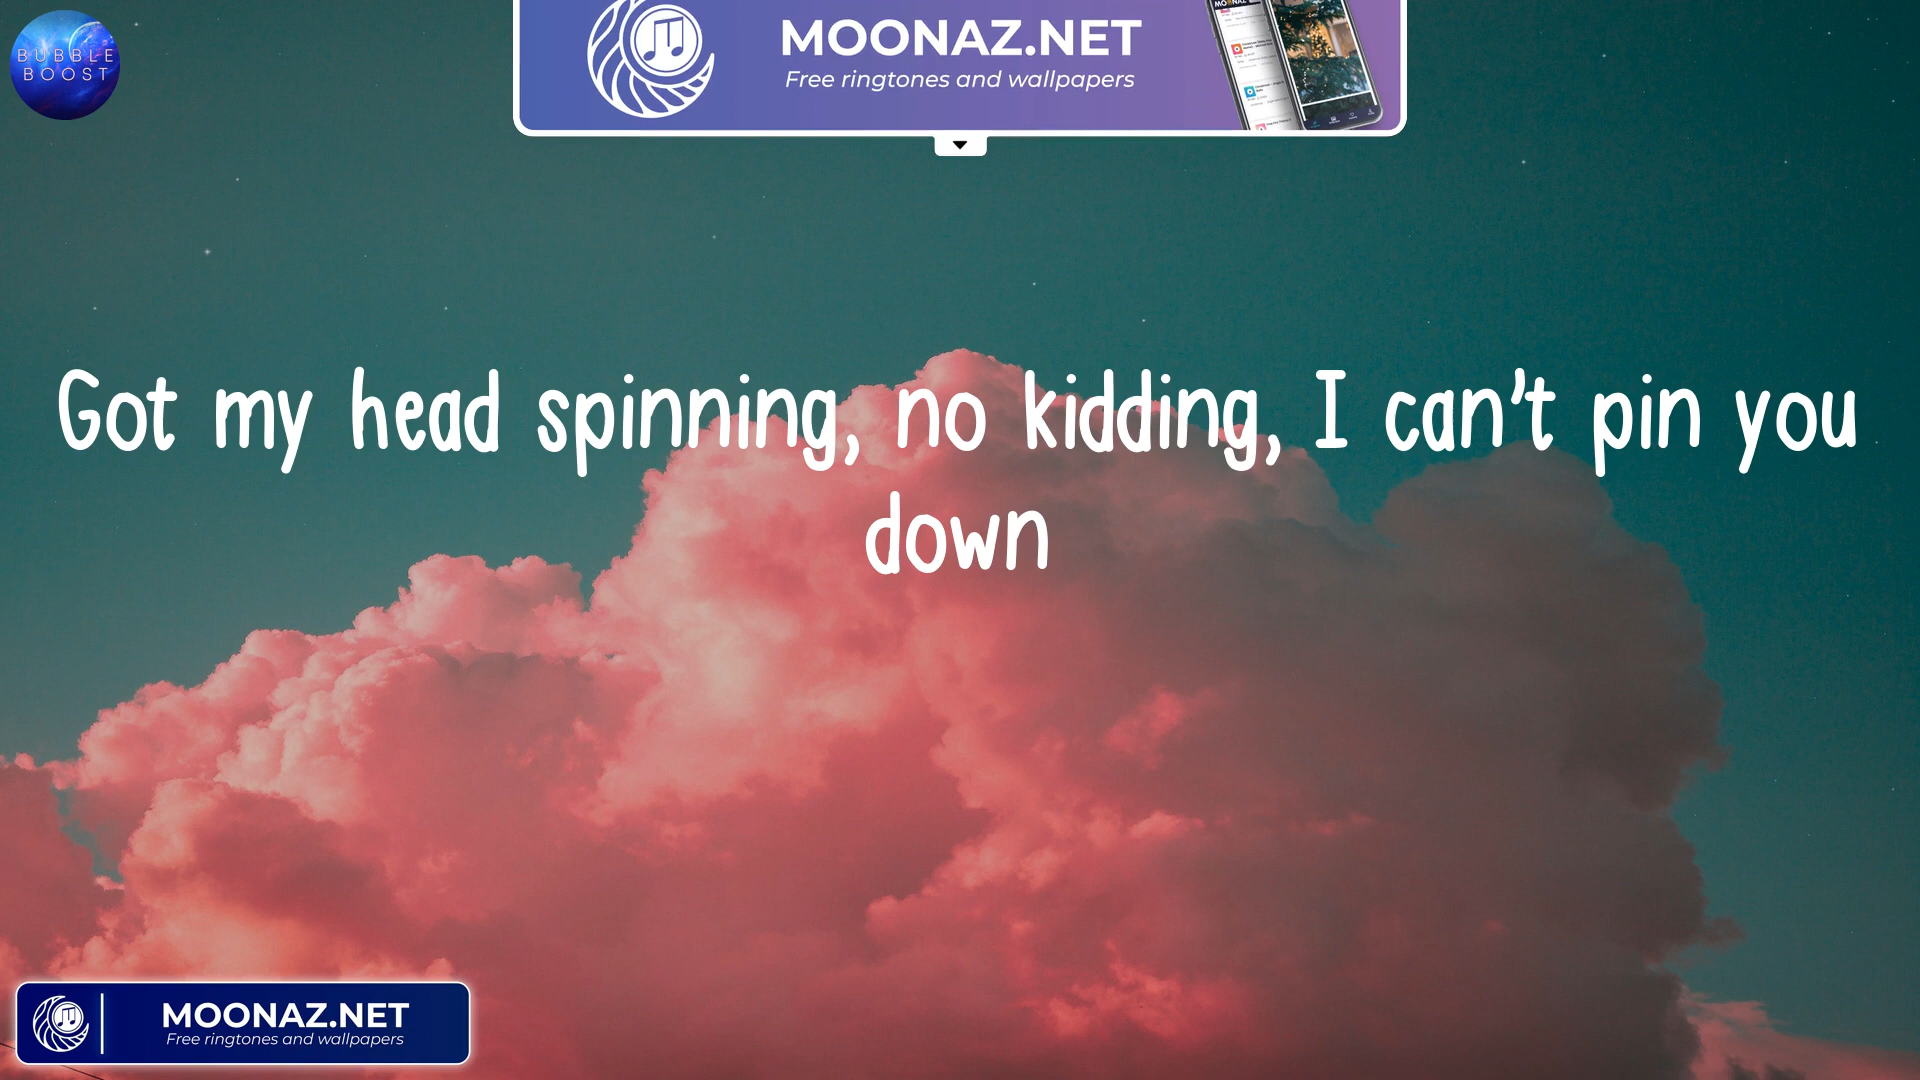 BUBBLE
BOOST
MOONAZ.NET
Free ringtones and wallpapers
Got my head spinning, no kidding, I can't pin you
down
MOONAZ.NET
Free ringtones and wallpapers